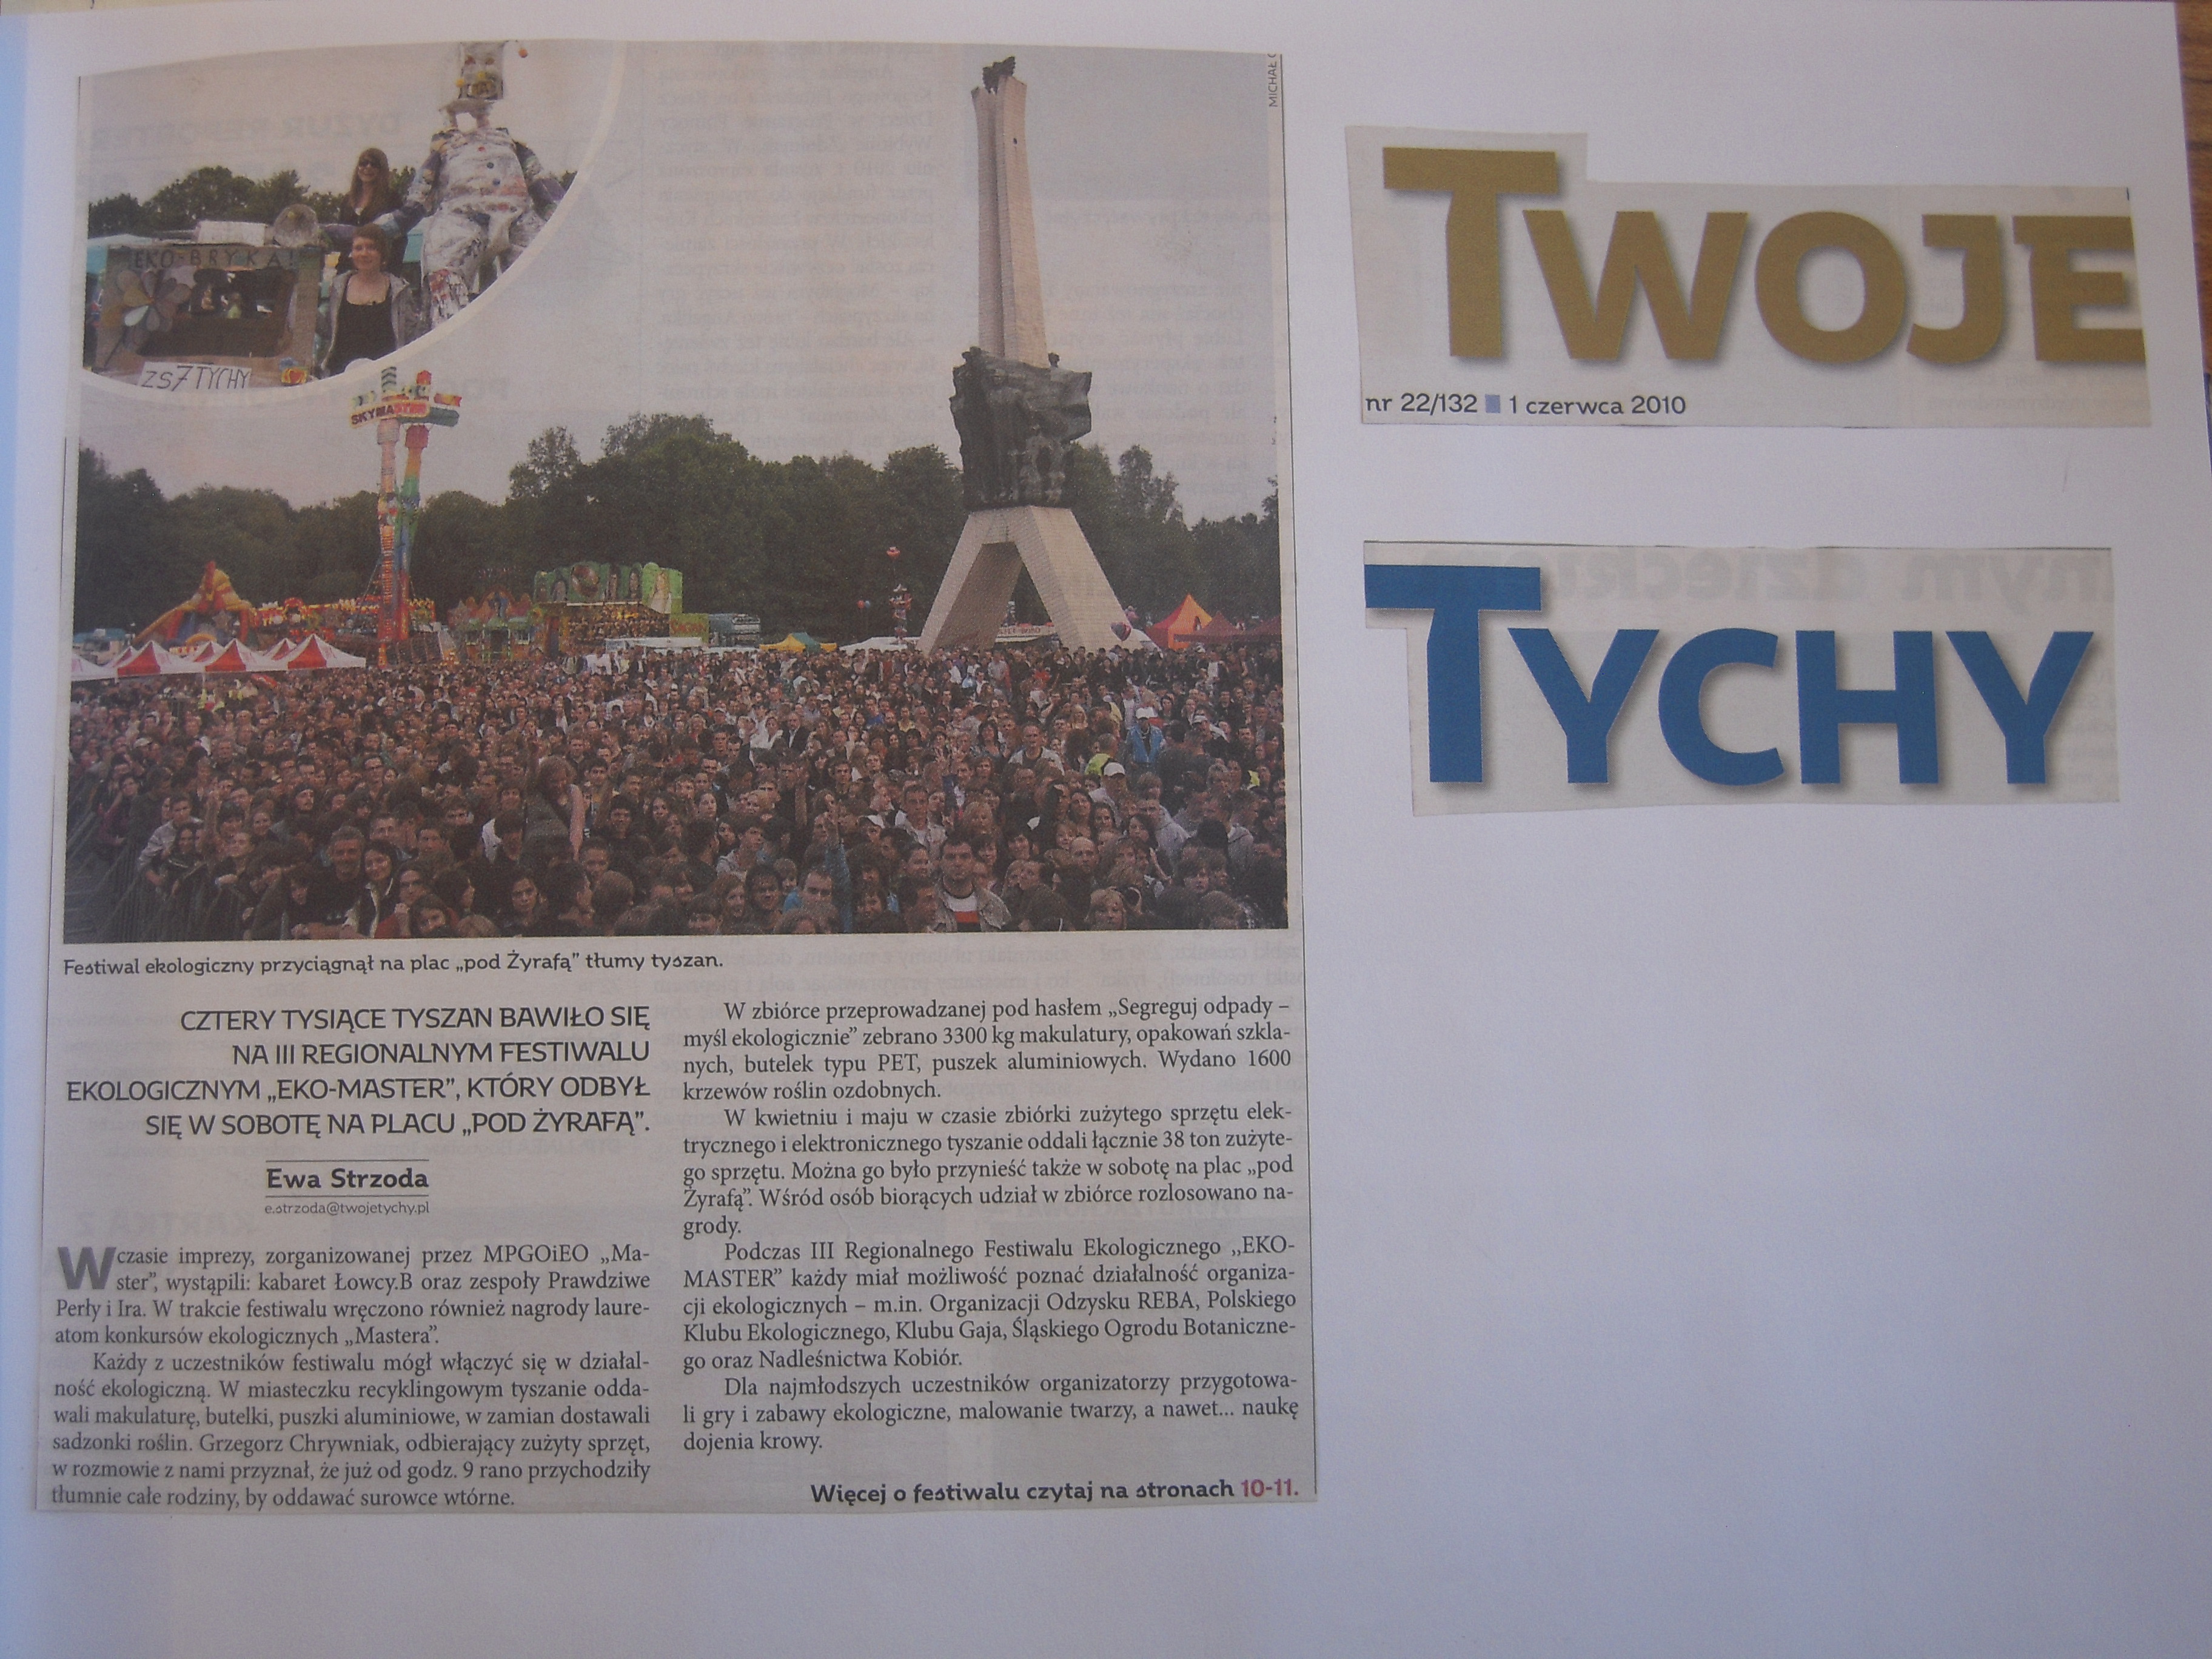 MICHAŁ
EKO-BRYKA!
ZS7 TYCHY
SKYMASTER
Festiwal ekologiczny przyciągnął na plac „pod Żyrafą” tłumy tyszan.
CZTERY TYSIĄCE TYSZAN BAWIŁO SIĘ
NA III REGIONALNYM FESTIWALU
EKOLOGICZNYM „EKO-MASTER”, KTÓRY ODBYŁ
SIĘ W SOBOTĘ NA PLACU „POD ŻYRAFĄ”.
Ewa Strzoda
e.strzoda@twojetychy.pl
W czasie imprezy, zorganizowanej przez MPGOiEO „Ma-
ster”, wystąpili: kabaret Łowcy.B oraz zespoły Prawdziwe
Perły i Ira. W trakcie festiwalu wręczono również nagrody laure-
atom konkursów ekologicznych „Mastera”.
Każdy z uczestników festiwalu mógł włączyć się w działal-
ność ekologiczną. W miasteczku recyklingowym tyszanie odda-
wali makulaturę, butelki, puszki aluminiowe, w zamian dostawali
sadzonki roślin. Grzegorz Chrywniak, odbierający zużyty sprzęt,
w rozmowie z nami przyznał, że już od godz. 9 rano przychodziły
tłumnie całe rodziny, by oddawać surowce wtórne.
W zbiórce przeprowadzanej pod hasłem „Segreguj odpady –
myśl ekologicznie” zebrano 3300 kg makulatury, opakowań szkla-
nych, butelek typu PET, puszek aluminiowych. Wydano 1600
krzewów roślin ozdobnych.
W kwietniu i maju w czasie zbiórki zużytego sprzętu elek-
trycznego i elektronicznego tyszanie oddali łącznie 38 ton zużyte-
go sprzętu. Można go było przynieść także w sobotę na plac „pod
Żyrafą”. Wśród osób biorących udział w zbiórce rozlosowano na-
grody.
Podczas III Regionalnego Festiwalu Ekologicznego „EKO-
MASTER” każdy miał możliwość poznać działalność organiza-
cji ekologicznych – m.in. Organizacji Odzysku REBA, Polskiego
Klubu Ekologicznego, Klubu Gaja, Śląskiego Ogrodu Botaniczne-
go oraz Nadleśnictwa Kobiór.
Dla najmłodszych uczestników organizatorzy przygotowa-
li gry i zabawy ekologiczne, malowanie twarzy, a nawet... naukę
dojenia krowy.
Więcej o festiwalu czytaj na stronach 10-11.
TWOJE
nr 22/132 1 czerwca 2010
TYCHY